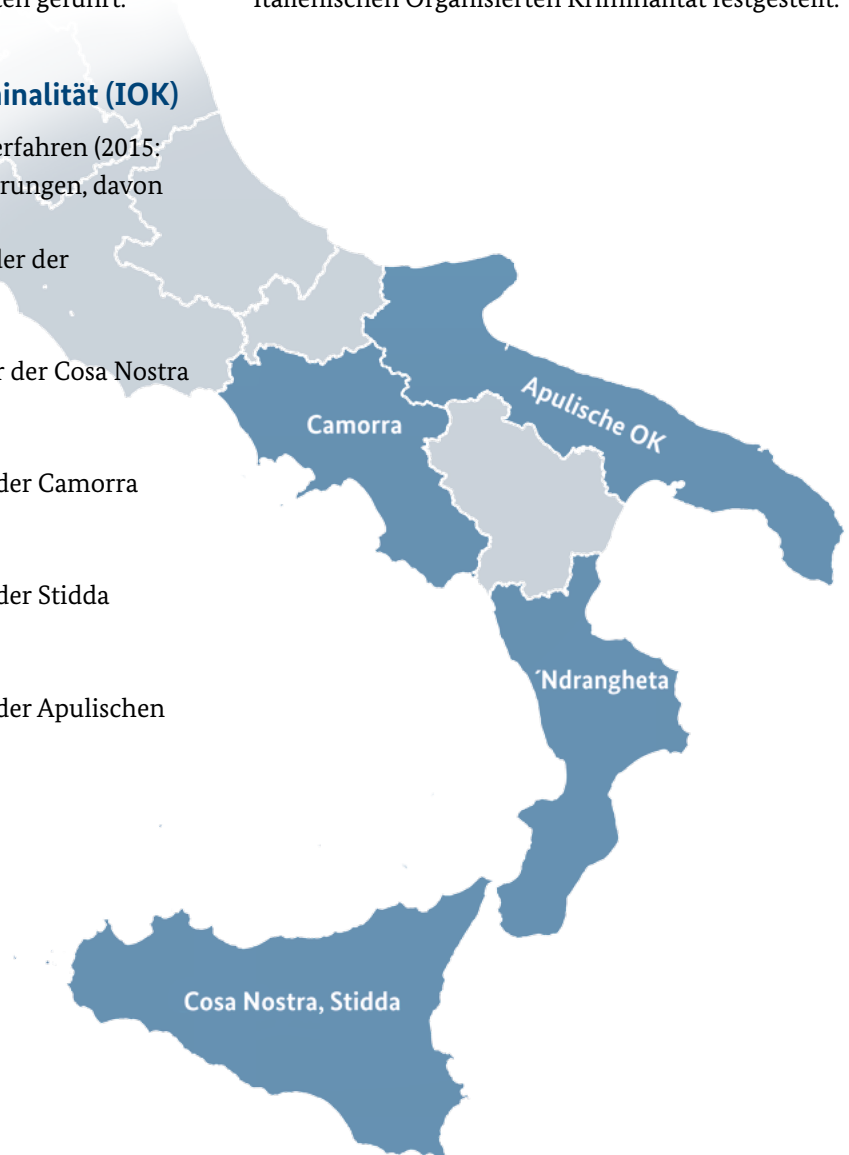 ten geführt.
Italienischen Organisierten Kriminalität festgestellt.
inalität (IOK)
erfahren (2015:
rungen, davon
der der
r der Cosa Nostra
der Camorra
der Stidda
der Apulischen
Camorra
Apulische OK
´Ndrangheta
Cosa Nostra, Stidda